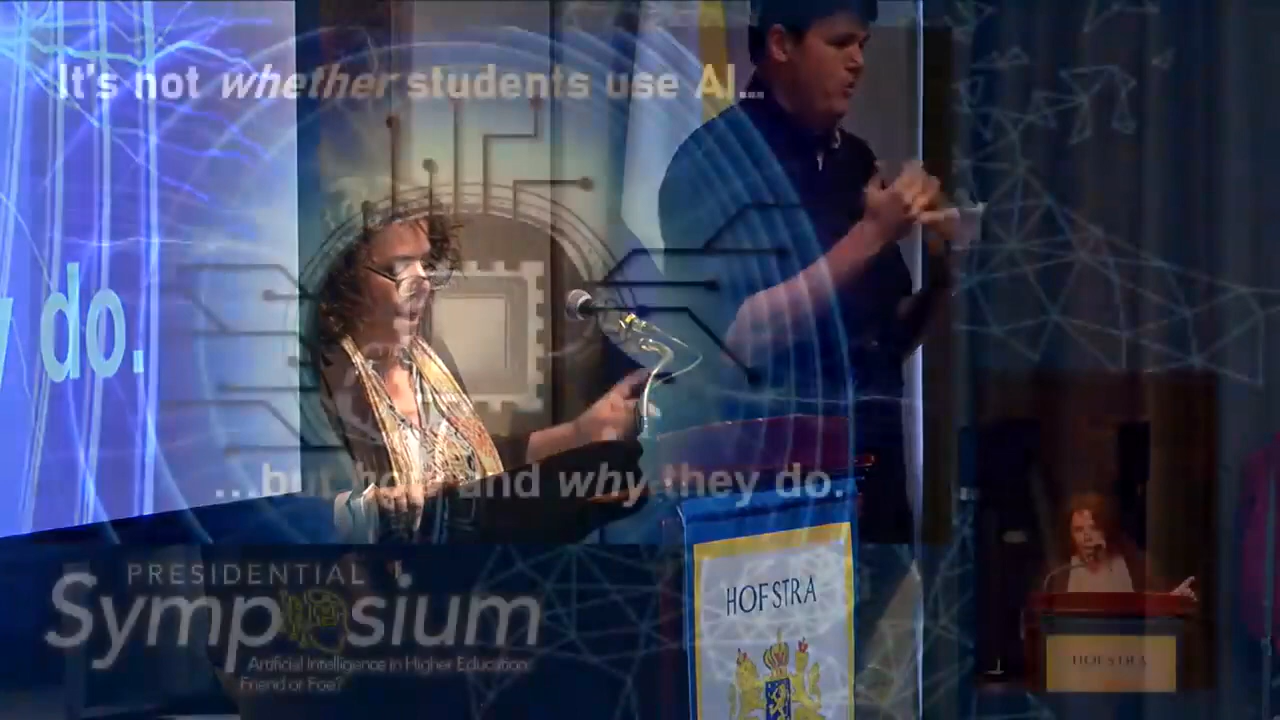 It's not whether students use AI...
do.
...but how and why they do.
PRESIDENTIAL
Symposium
Artificial Intelligence in Higher Education
Friend or Foe?
HOFSTRA
HOFSTRA